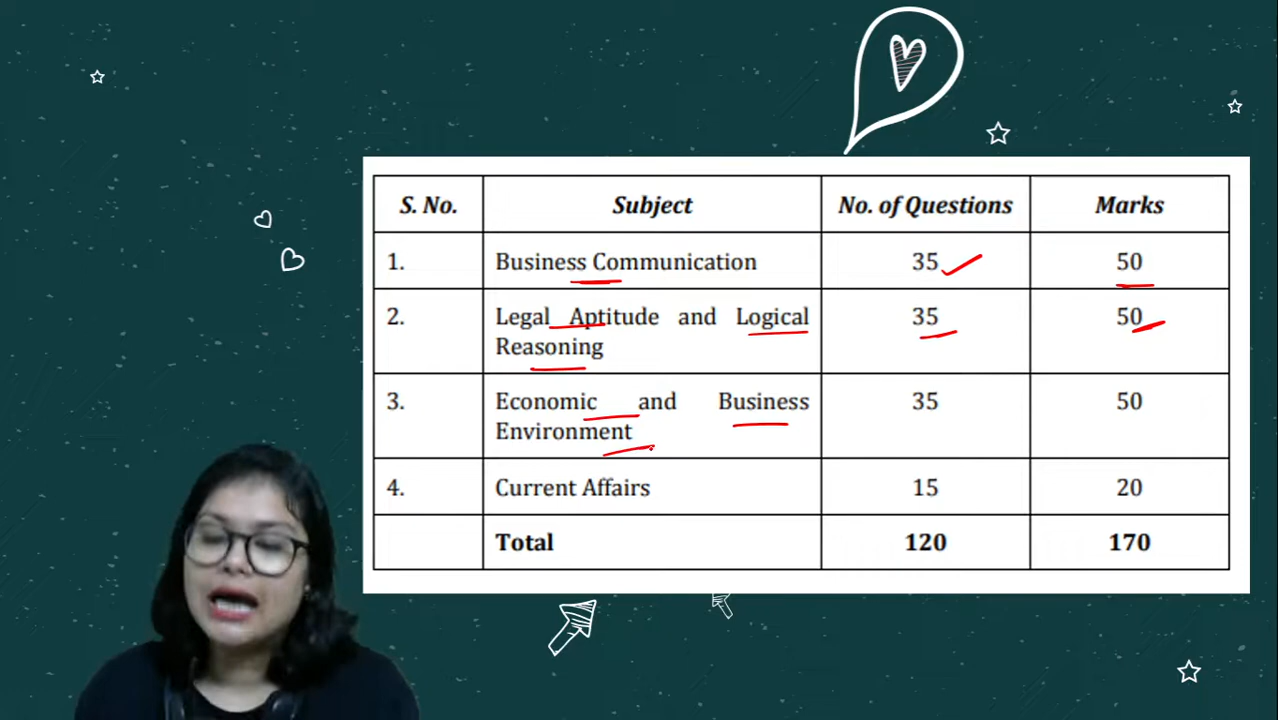 S. No. Subject No. of Questions Marks
1. Business Communication 35 50
2. Legal Aptitude and Logical 35 50
Reasoning
3. Economic and Business 35 50
Environment
4. Current Affairs 15 20
Total 120 170